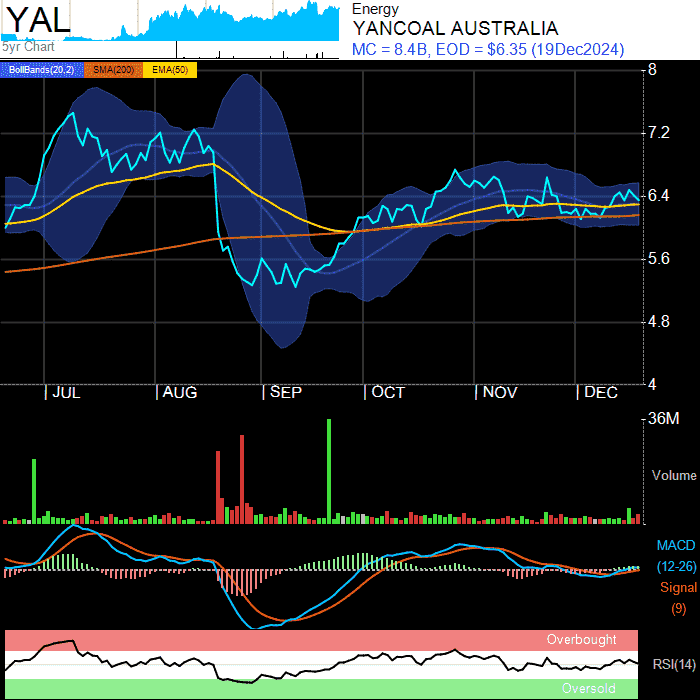 YAL
5yr Chart
Energy
YANCOAL AUSTRALIA
MC = 8.4B, EOD = $6.35 (19Dec2024)
BollBands(20,2) SMA(200) EMA(50)
8
7.2
6.4
5.6
4.8
4
JUL AUG SEP OCT NOV DEC
36M
Volume
MACD
(12-26)
Signal
(9)
Overbought
RSI(14)
Oversold